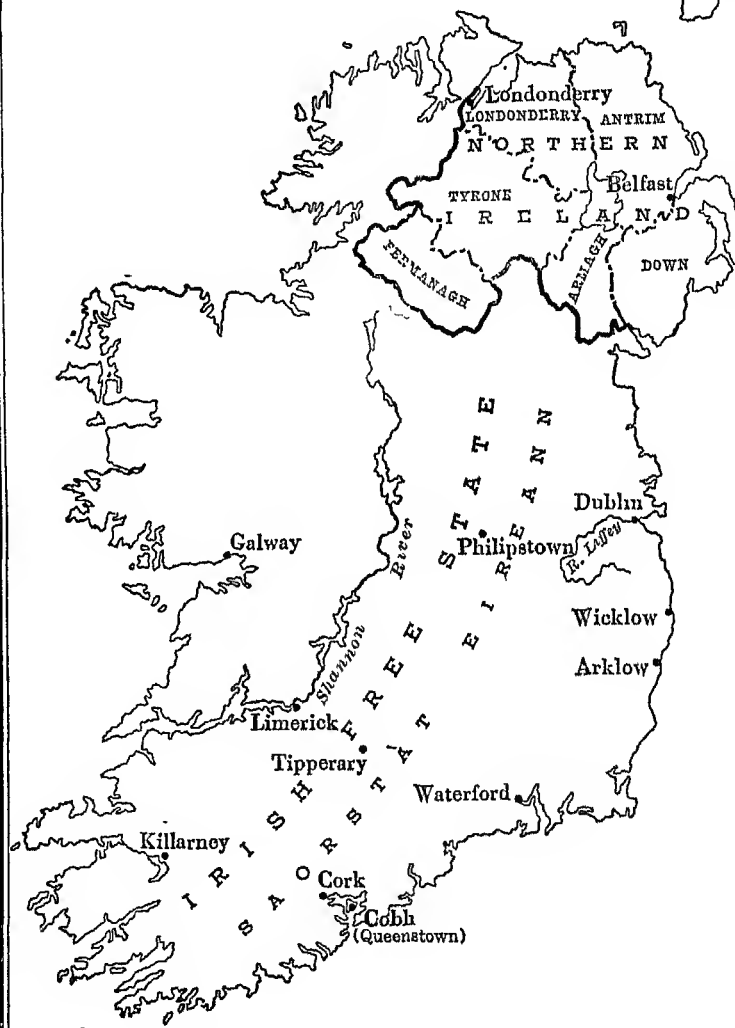 Londonderry
LONDONDERRY
ANTRIM
NORTHERN
IRELAND
TYRONE
Belfast
FERMANAGH
ARMAGH
DOWN
IRISH FREE STATE
SAORSTÁT EIREANN
Dublin
R. Liffey
Philipstown
Galway
Shannon River
Wicklow
Arklow
Limerick
Tipperary
Waterford
Killarney
Cork
Cobh
(Queenstown)